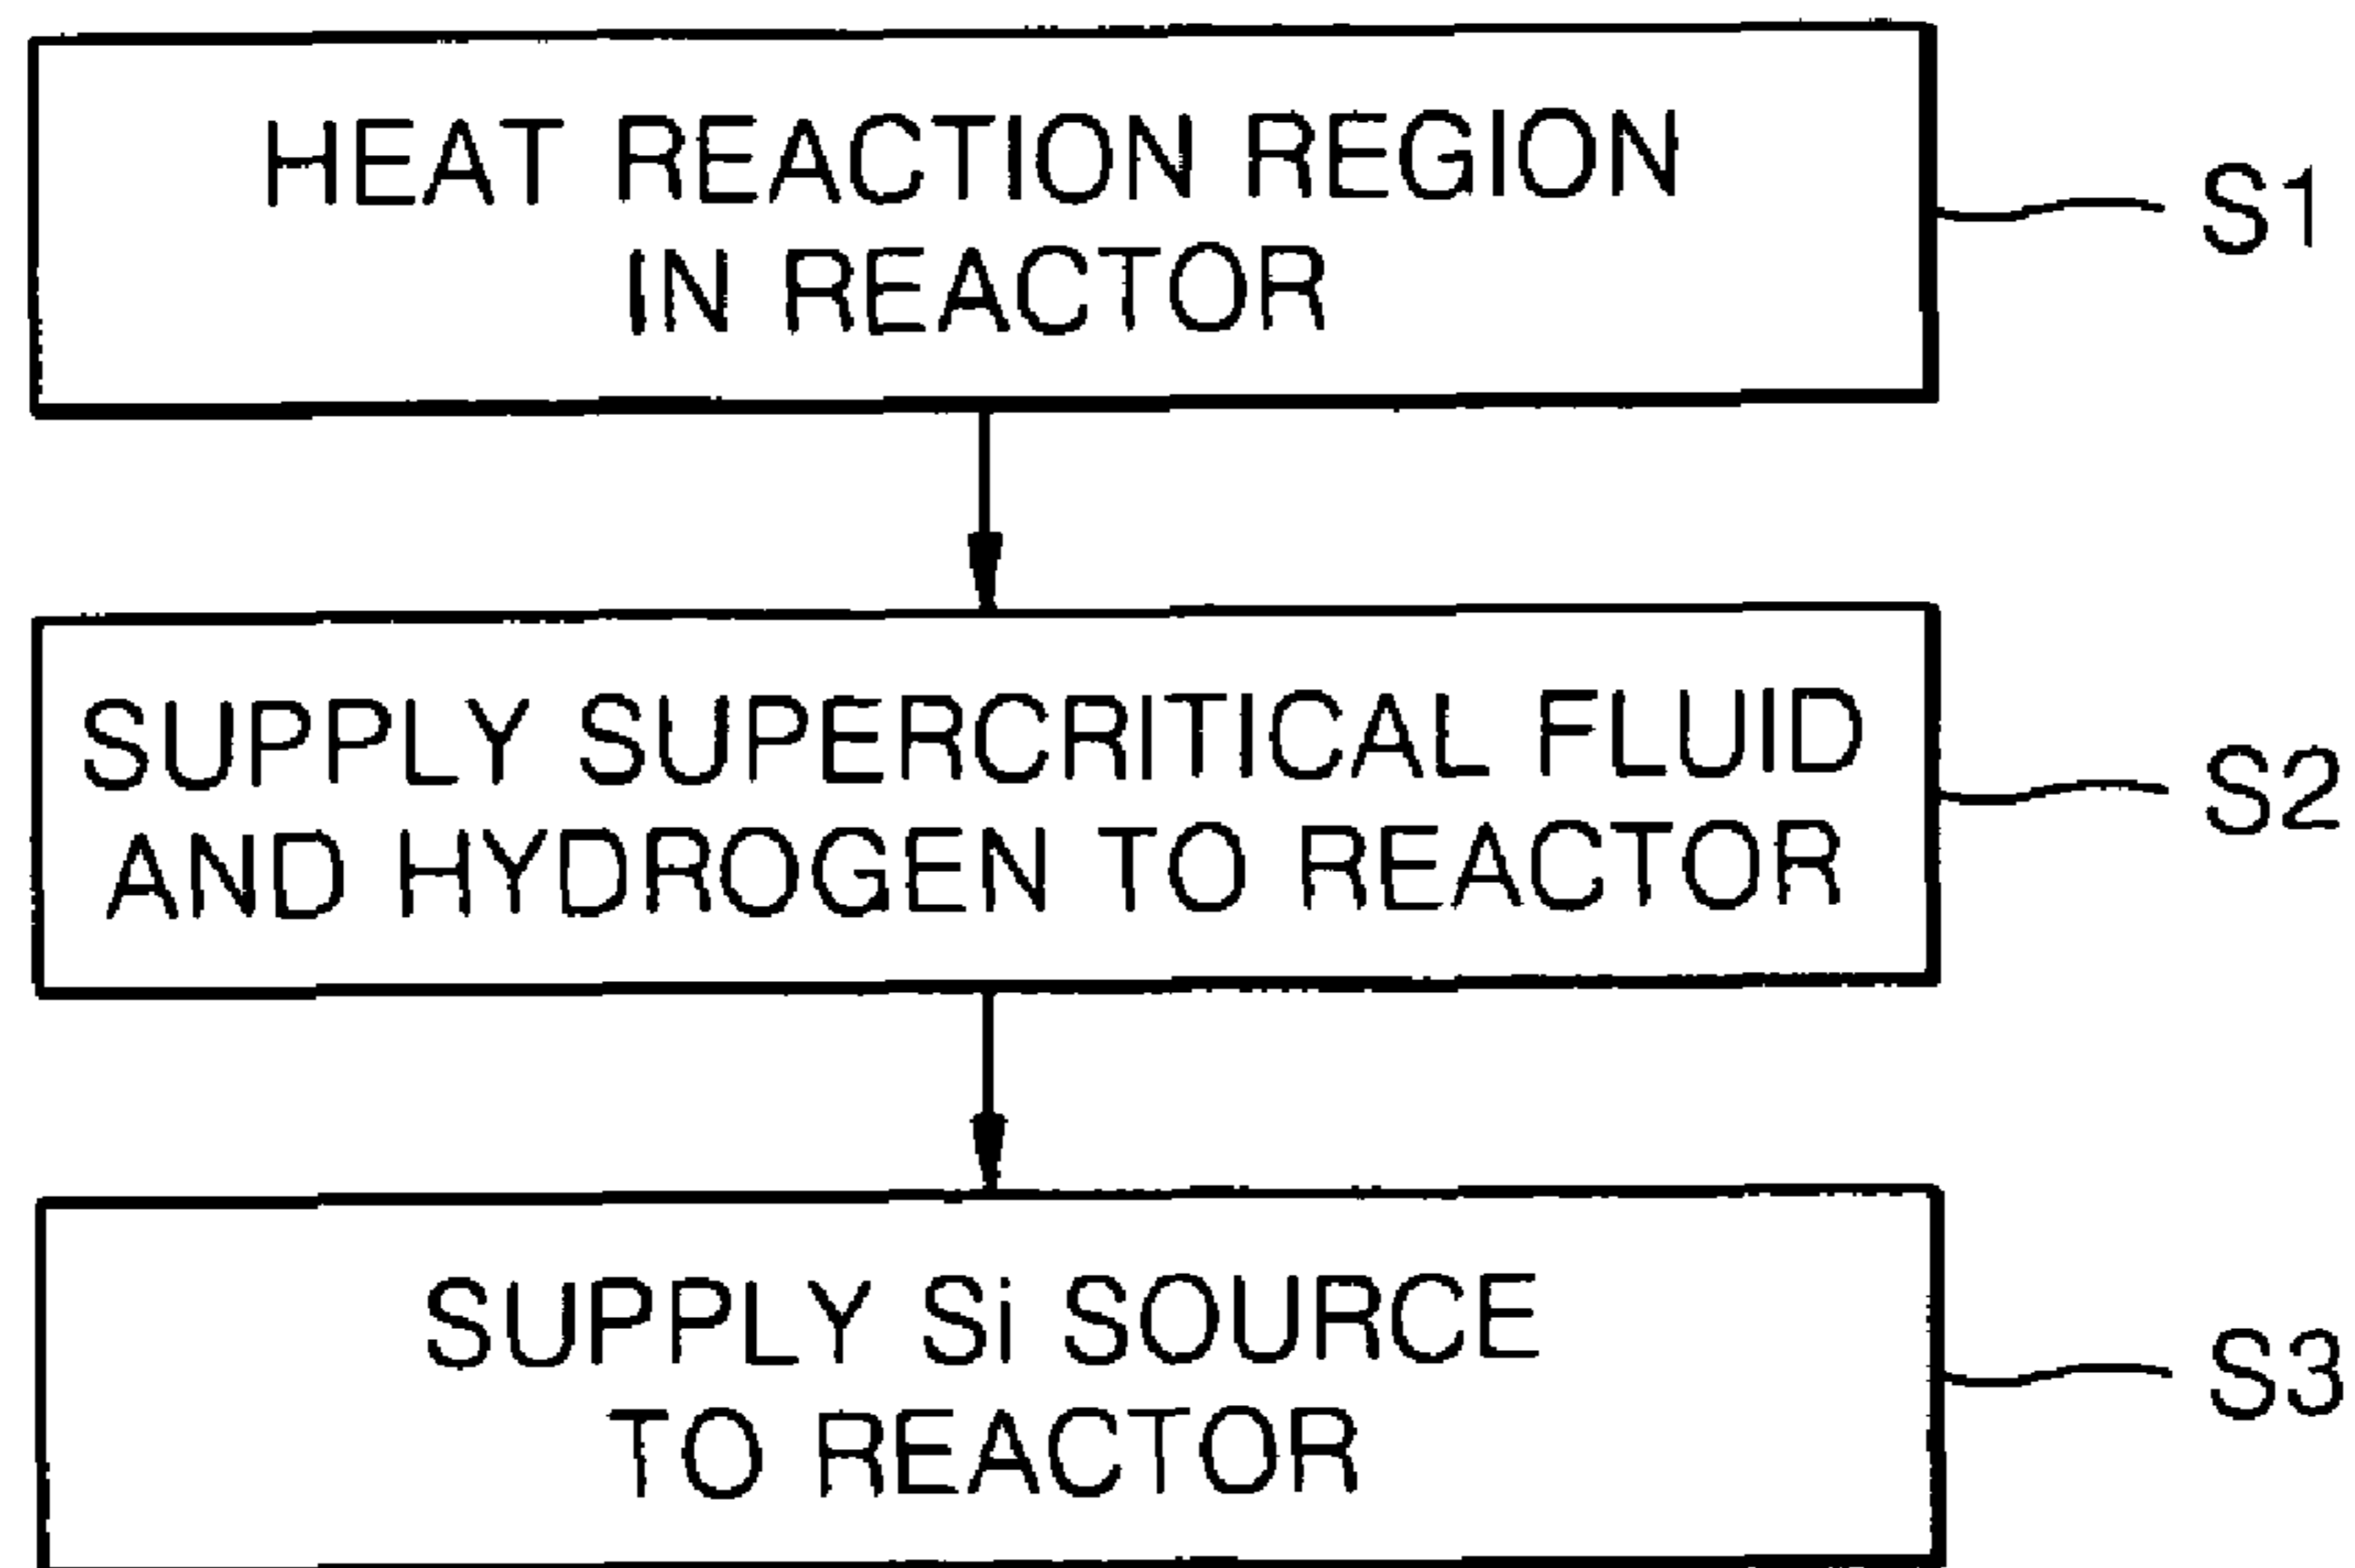 HEAT REACTION REGION
IN REACTOR
S1
SUPPLY SUPERCRITICAL FLUID
AND HYDROGEN TO REACTOR
S2
SUPPLY Si SOURCE
TO REACTOR
S3